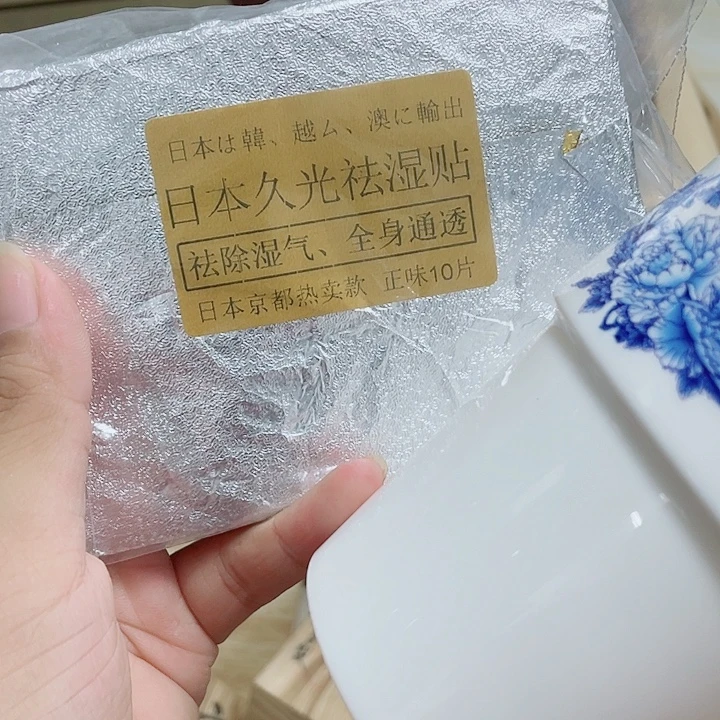 日本は韓、越ム、澳に輸出
日本久光祛湿贴
祛除湿气、全身通透
日本京都热卖款 正味10片